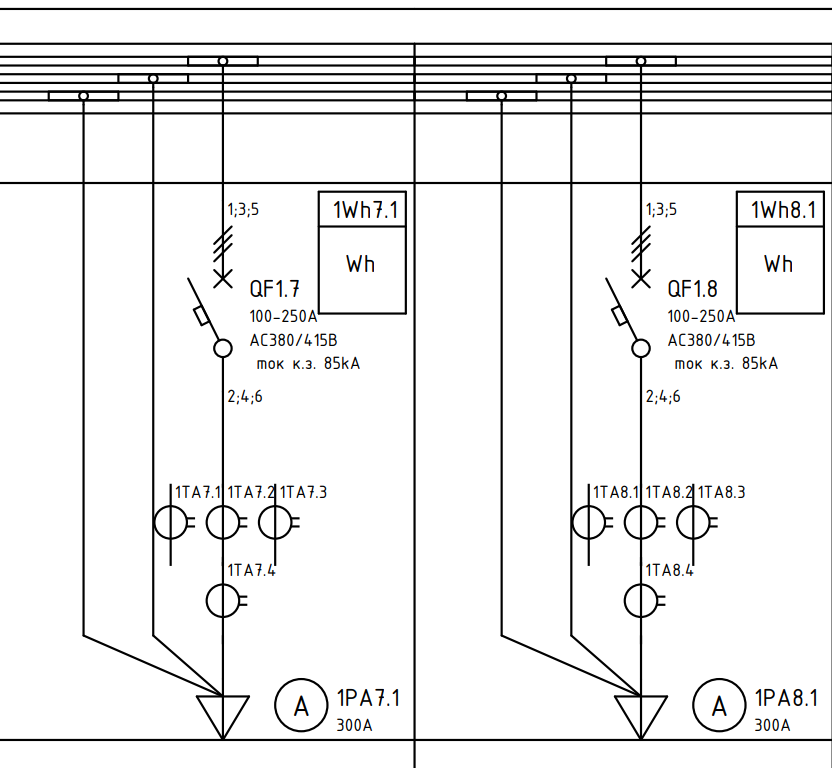 1;3;5
1Wh7.1
Wh
QF1.7
100-250A
AC380/415В
ток к.з. 85kA
2;4;6
1TA7.1 1TA7.2 1TA7.3
1TA7.4
A
1PA7.1
300A
1;3;5
1Wh8.1
Wh
QF1.8
100-250A
AC380/415В
ток к.з. 85kA
2;4;6
1TA8.1 1TA8.2 1TA8.3
1TA8.4
A
1PA8.1
300A